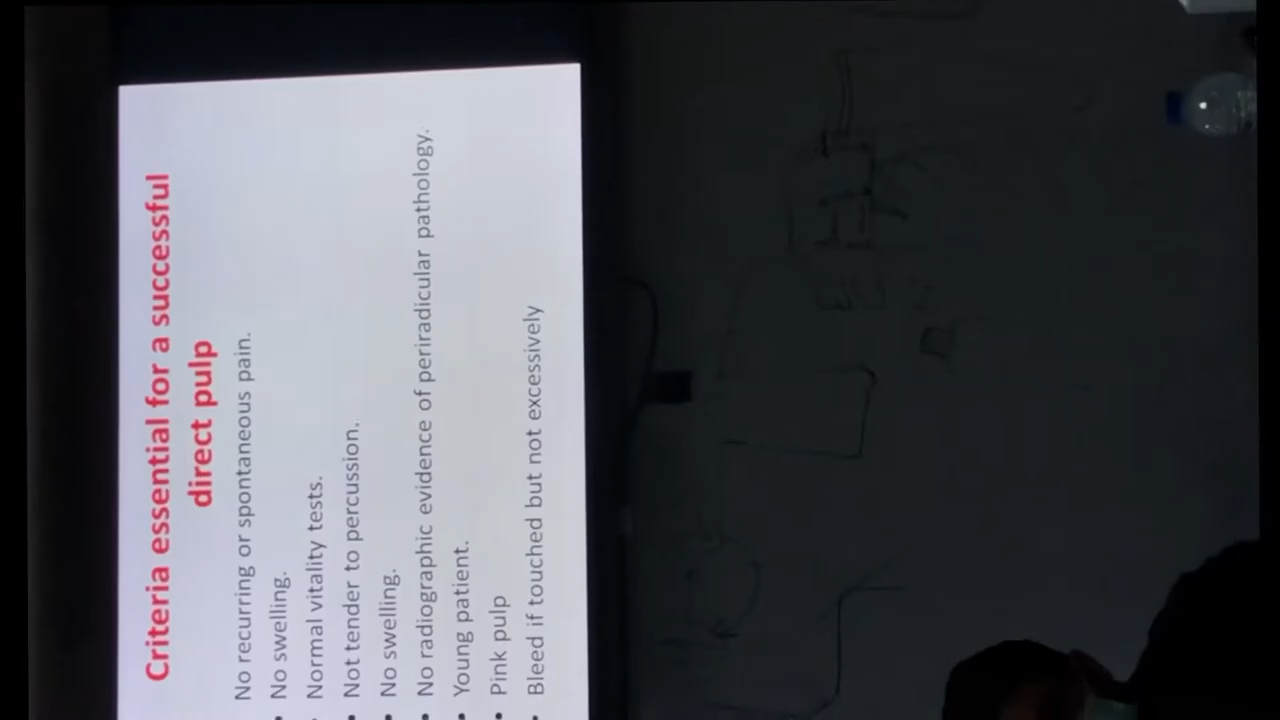 Criteria essential for a successful
direct pulp
No recurring or spontaneous pain.
• No swelling.
• Normal vitality tests.
• Not tender to percussion.
• No swelling.
• No radiographic evidence of periradicular pathology.
• Young patient.
• Pink pulp
• Bleed if touched but not excessively